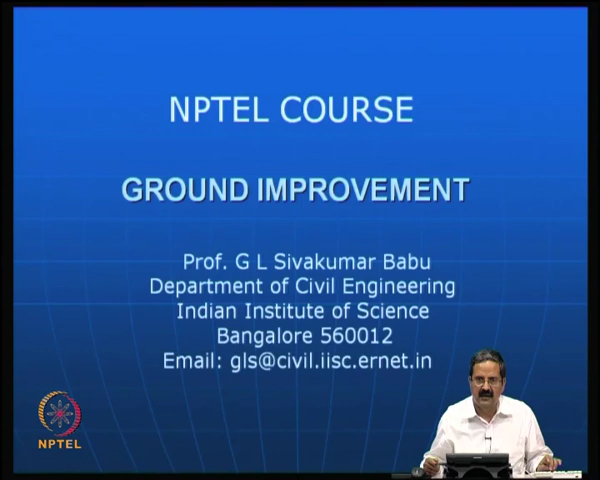 NPTEL COURSE
GROUND IMPROVEMENT
Prof. G L Sivakumar Babu
Department of Civil Engineering
Indian Institute of Science
Bangalore 560012
Email: gls@civil.iisc.ernet.in
NPTEL